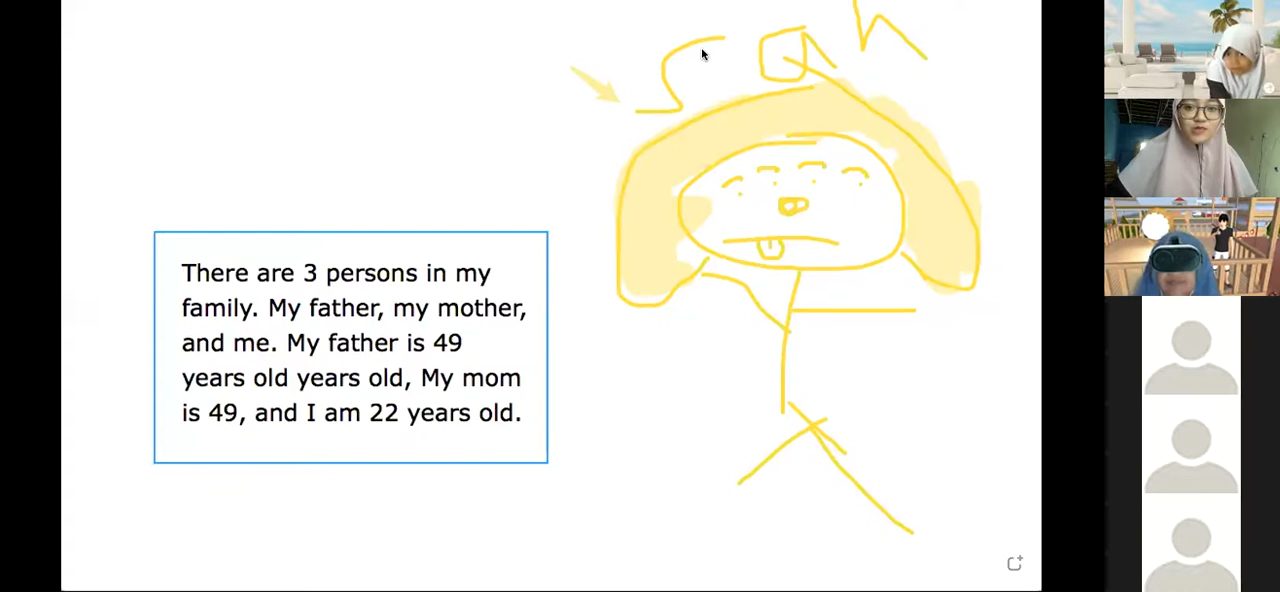 There are 3 persons in my
family. My father, my mother,
and me. My father is 49
years old years old, My mom
is 49, and I am 22 years old.